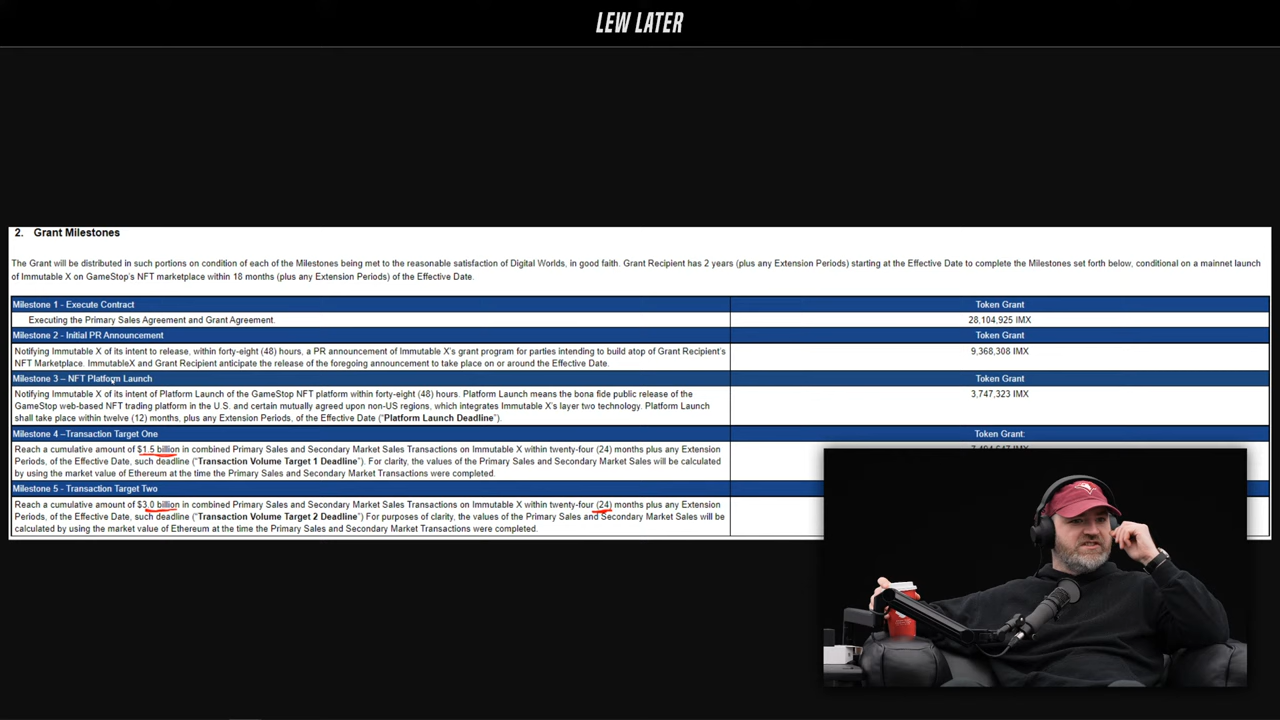 LEW LATER
2. Grant Milestones
The Grant will be distributed in such portions on condition of each of the Milestones being met to the reasonable satisfaction of Digital Worlds, in good faith. Grant Recipient has 2 years (plus any Extension Periods) starting at the Effective Date to complete the Milestones set forth below, conditional on a mainnet launch
of Immutable X on GameStop's NFT marketplace within 18 months (plus any Extension Periods) of the Effective Date.
Milestone 1 - Execute Contract Token Grant
Executing the Primary Sales Agreement and Grant Agreement. 28,104,925 IMX
Milestone 2 - Initial PR Announcement Token Grant
Notifying Immutable X of its intent to release, within forty-eight (48) hours, a PR announcement of Immutable X's grant program for parties intending to build atop of Grant Recipient's 9,368,308 IMX
NFT Marketplace. ImmutableX and Grant Recipient anticipate the release of the foregoing announcement to take place on or around the Effective Date.
Milestone 3 – NFT Platform Launch Token Grant
Notifying Immutable X of its intent of Platform Launch of the GameStop NFT platform within forty-eight (48) hours. Platform Launch means the bona fide public release of the 3,747,323 IMX
GameStop web-based NFT trading platform in the U.S. and certain mutually agreed upon non-US regions, which integrates Immutable X's layer two technology. Platform Launch
shall take place within twelve (12) months, plus any Extension Periods, of the Effective Date ("Platform Launch Deadline").
Milestone 4 –Transaction Target One Token Grant:
Reach a cumulative amount of $1.5 billion in combined Primary Sales and Secondary Market Sales Transactions on Immutable X within twenty-four (24) months plus any Extension
Periods, of the Effective Date, such deadline ("Transaction Volume Target 1 Deadline"). For clarity, the values of the Primary Sales and Secondary Market Sales will be calculated
by using the market value of Ethereum at the time the Primary Sales and Secondary Market Transactions were completed.
Milestone 5 - Transaction Target Two
Reach a cumulative amount of $3.0 billion in combined Primary Sales and Secondary Market Sales Transactions on Immutable X within twenty-four (24) months plus any Extension
Periods, of the Effective Date, such deadline ("Transaction Volume Target 2 Deadline") For purposes of clarity, the values of the Primary Sales and Secondary Market Sales will be
calculated by using the market value of Ethereum at the time the Primary Sales and Secondary Market Transactions were completed.